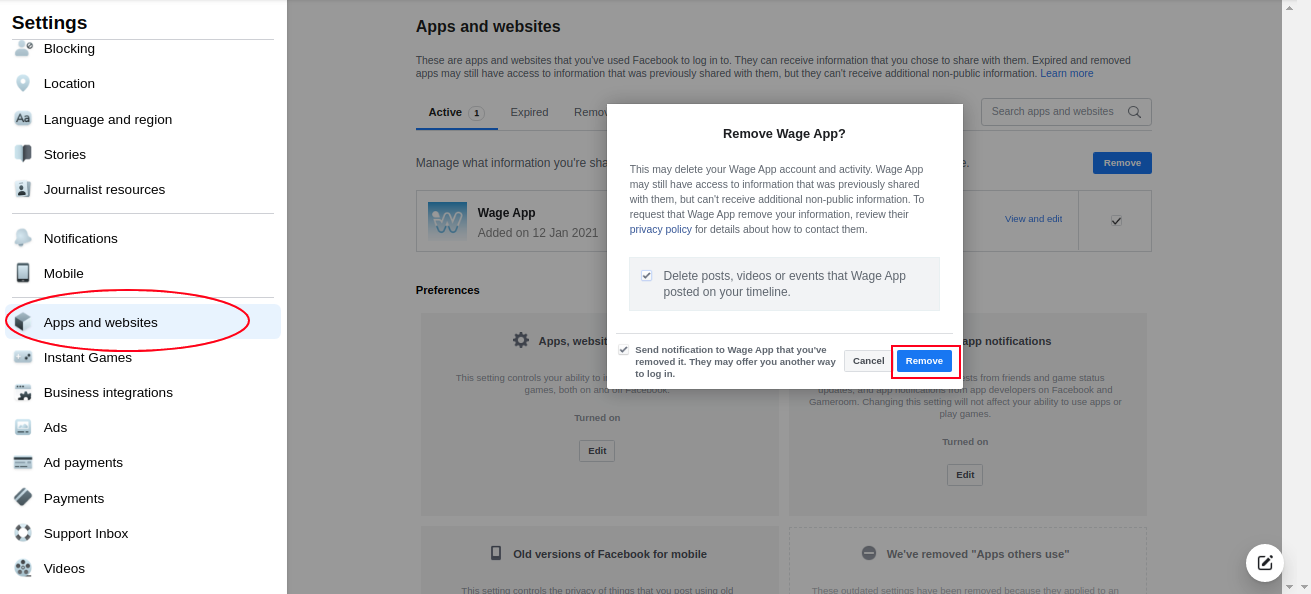 Settings
Blocking
Location
Language and region
Stories
Journalist resources
Notifications
Mobile
Apps and websites
Instant Games
Business integrations
Ads
Ad payments
Payments
Support Inbox
Videos
Apps and websites
These are apps and websites that you've used Facebook to log in to. They can receive information that you chose to share with them. Expired and removed
apps may still have access to information that was previously shared with them, but they can't receive additional non-public information. Learn more
Active 1 Expired Remov
Search apps and websites
Manage what information you're sha
e.
Remove
Wage App
Added on 12 Jan 2021
View and edit
Remove Wage App?
This may delete your Wage App account and activity. Wage App
may still have access to information that was previously shared
with them, but can't receive additional non-public information. To
request that Wage App remove your information, review their
privacy policy for details about how to contact them.
Delete posts, videos or events that Wage App
posted on your timeline.
Send notification to Wage App that you've
removed it. They may offer you another way
to log in.
Cancel
Remove
Preferences
Apps, websit
This setting controls your ability to in
games, both on and off Facebook.
Turned on
Edit
app notifications
sts from friends and game status
updates, and app notifications from app developers on Facebook and
Gameroom. Changing this setting will not affect your ability to use apps or
play games.
Turned on
Edit
Old versions of Facebook for mobile
This setting controls the privacy of things that you post using old
We've removed "Apps others use"
These outdated settings have been removed because they applied to an